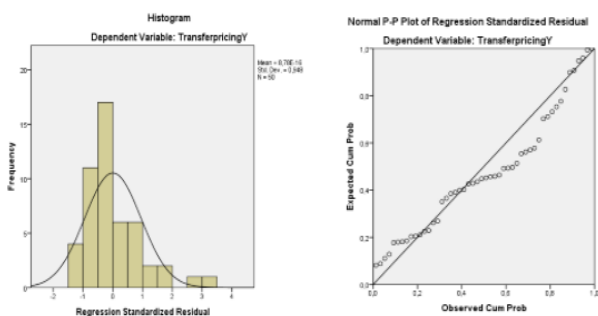 Histogram
Dependent Variable: TransferpricingY
Mean = 8,78E-16
Std. Dev. = 0,948
N = 50
Frequency
20
15
10
5
0
-2
0
1
2
4
Regression Standardized Residual
Normal P-P Plot of Regression Standardized Residual
Dependent Variable: TransferpricingY
Expected Cum Prob
1,0
0,8
0,6
0,4
0,2
0,0
0,0
0,2
0,4
0,6
0,8
1,0
Observed Cum Prob